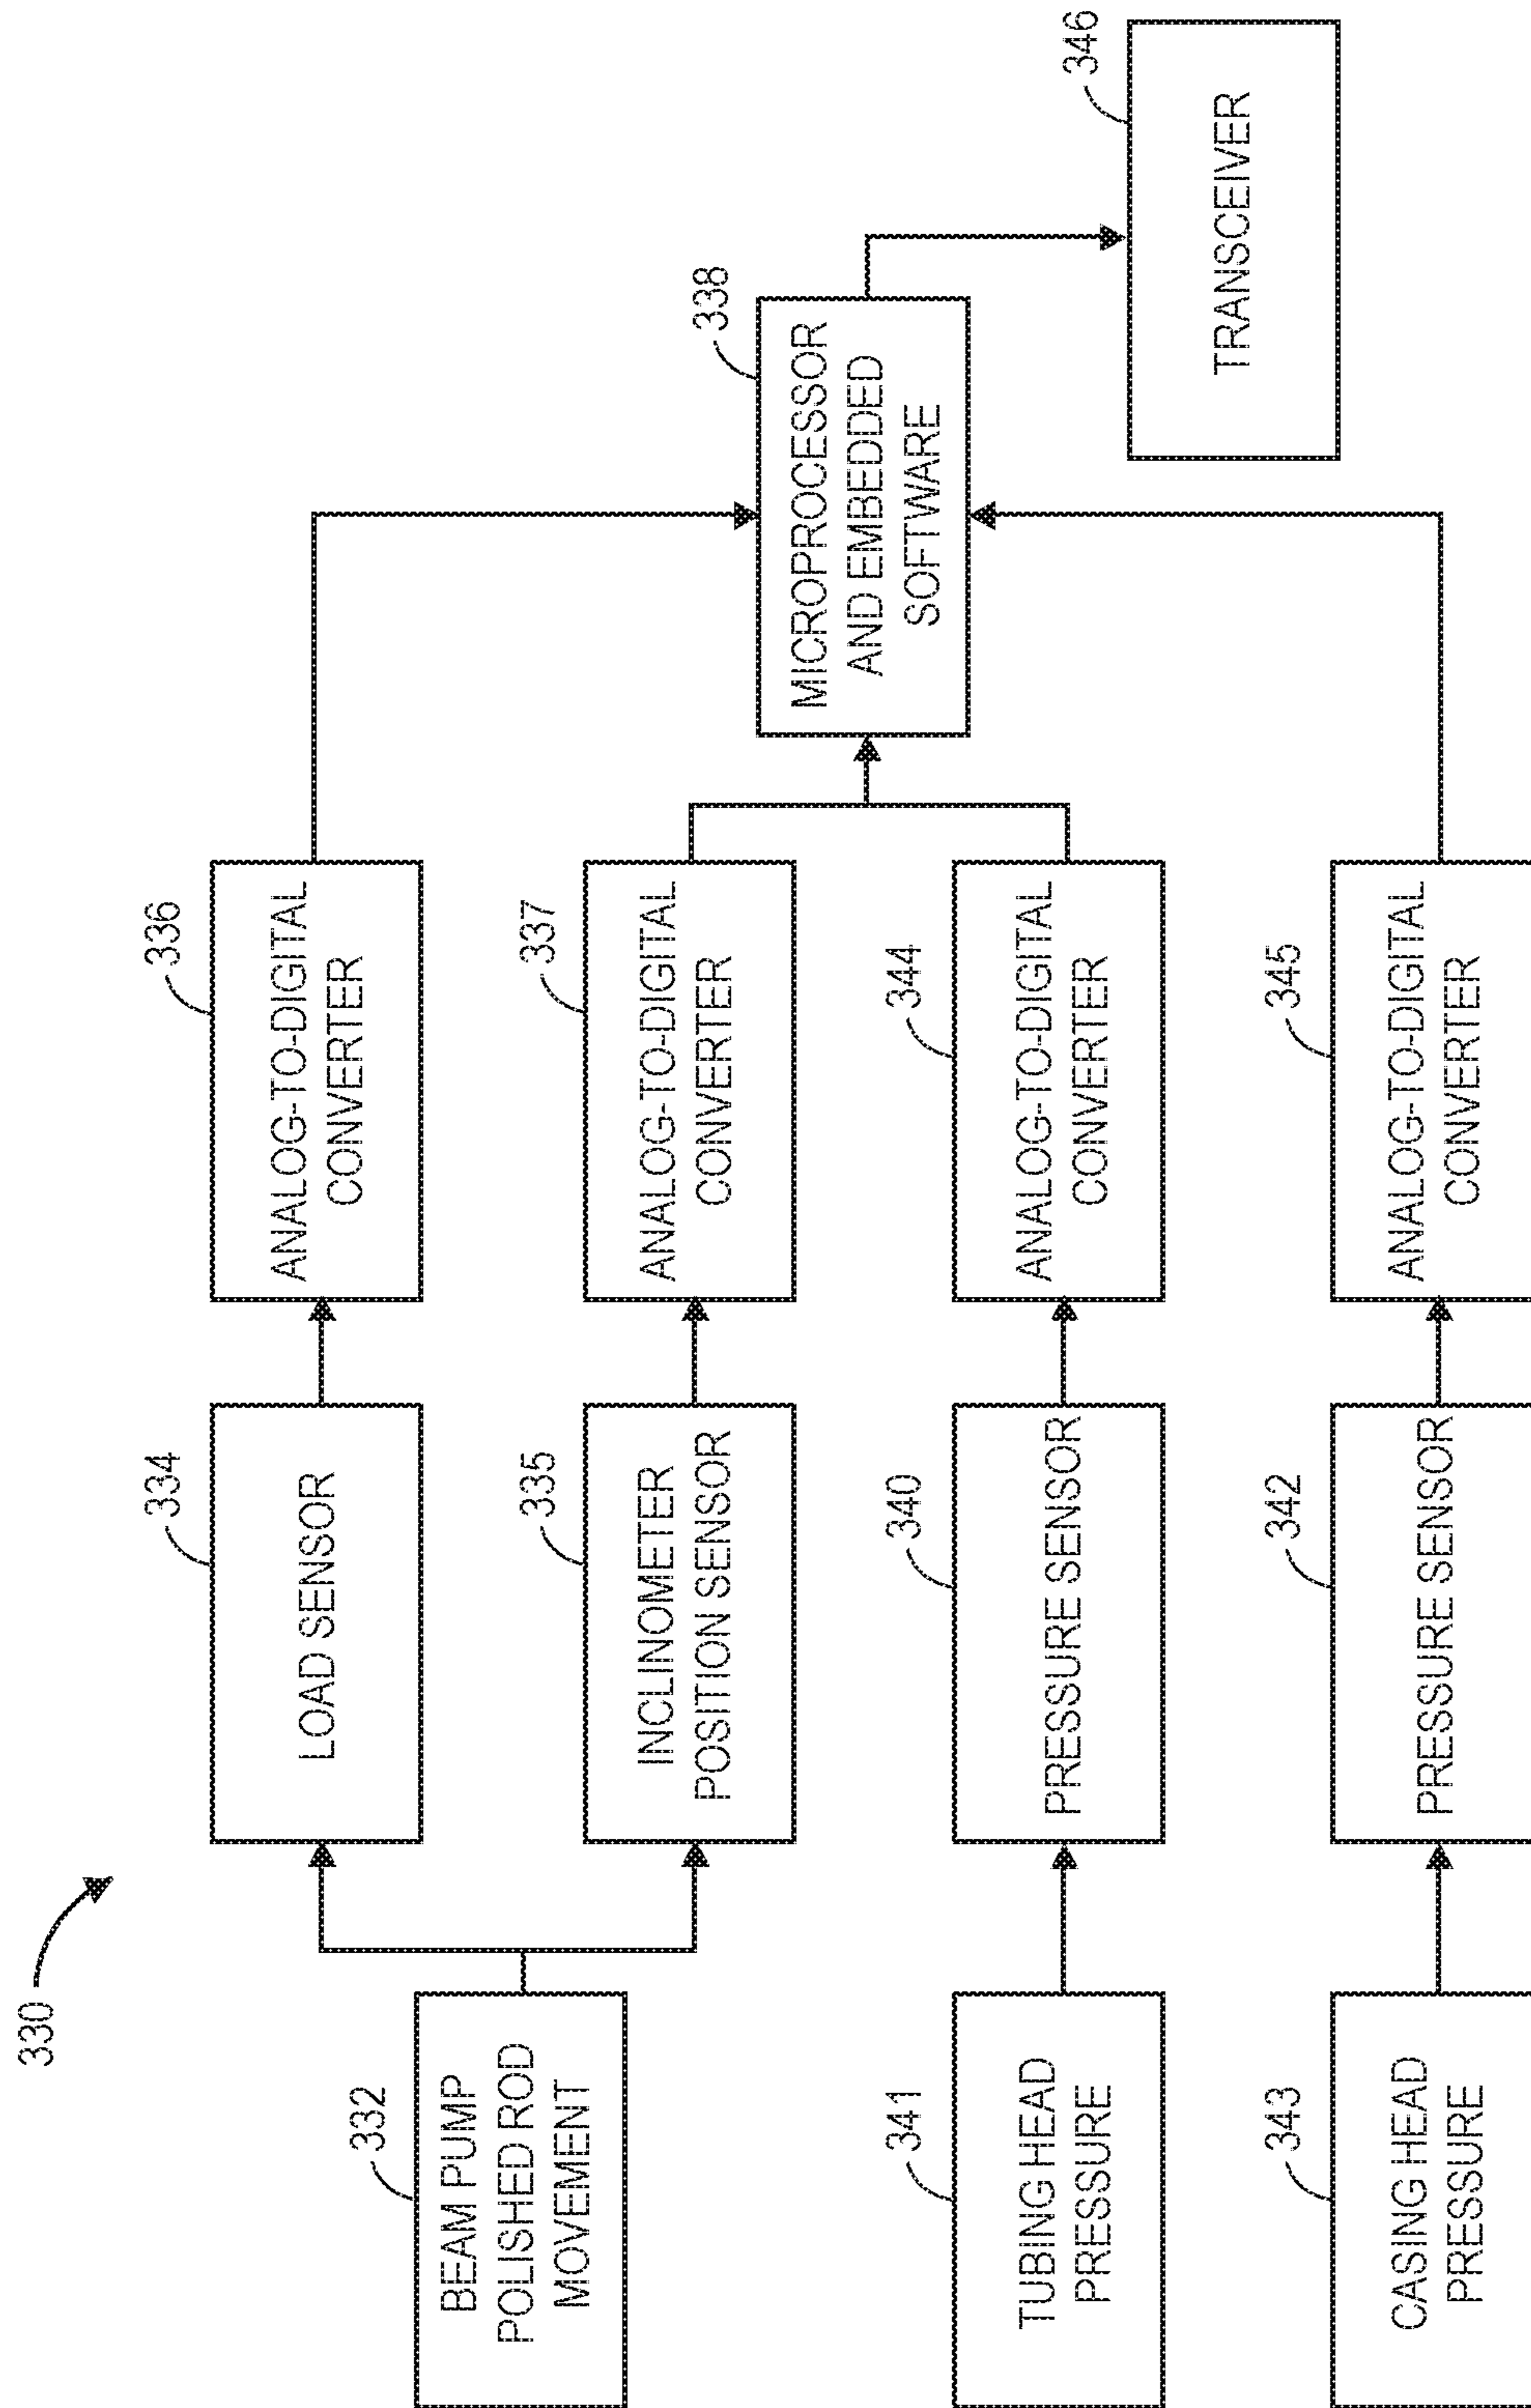 330
332
BEAM PUMP
POLISHED ROD
MOVEMENT
334
LOAD SENSOR
336
ANALOG-TO-DIGITAL
CONVERTER
335
INCLINOMETER
POSITION SENSOR
337
ANALOG-TO-DIGITAL
CONVERTER
338
MICROPROCESSOR
AND EMBEDDED
SOFTWARE
346
TRANSCEIVER
341
TUBING HEAD
PRESSURE
340
PRESSURE SENSOR
344
ANALOG-TO-DIGITAL
CONVERTER
343
CASING HEAD
PRESSURE
342
PRESSURE SENSOR
345
ANALOG-TO-DIGITAL
CONVERTER